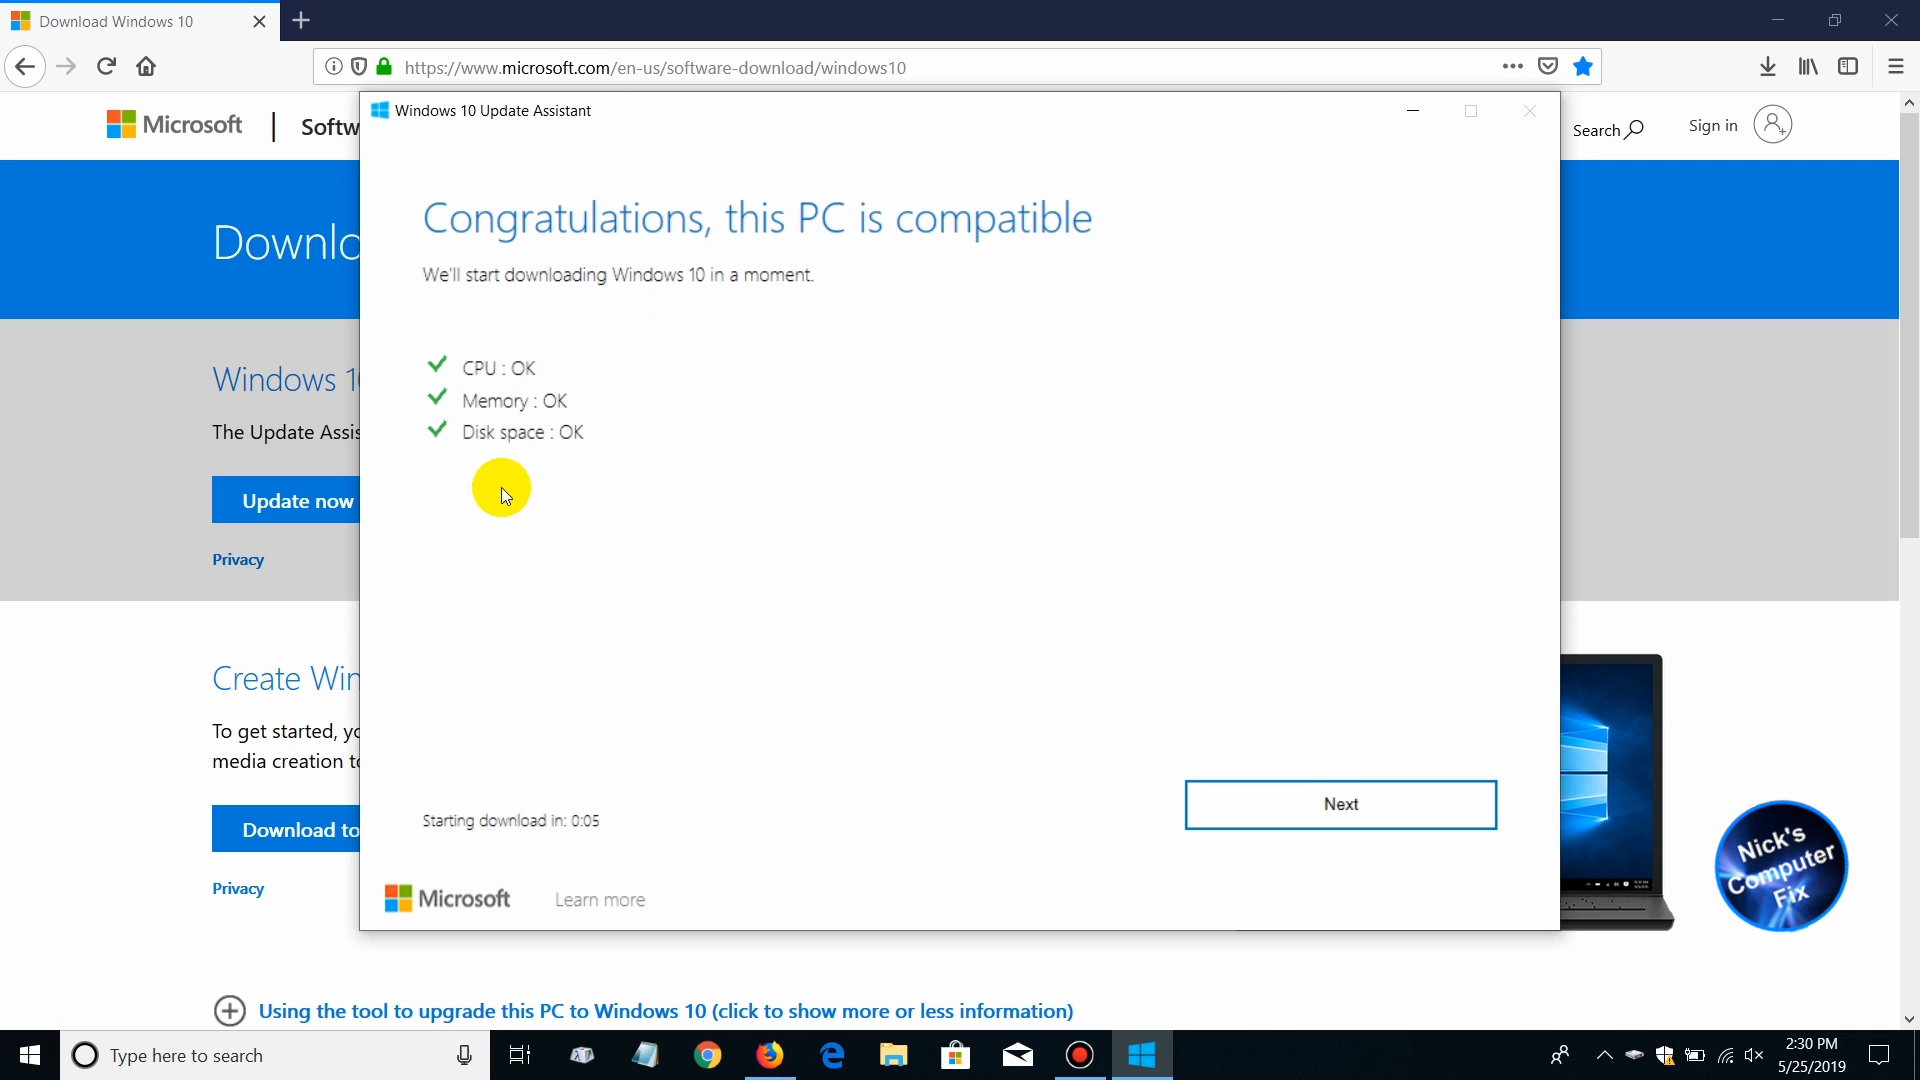 Download Windows 10
https://www.microsoft.com/en-us/software-download/windows10
Microsoft
Softw
Windows 10 Update Assistant
Search
Sign in
Downlo
Congratulations, this PC is compatible
We'll start downloading Windows 10 in a moment.
Windows 1
CPU : OK
Memory : OK
The Update Assis
Disk space : OK
Update now
Privacy
Create Win
To get started, yo
media creation to
Next
Starting download in: 0:05
Download to
Nick's
Computer
Fix
Privacy
Microsoft
Learn more
Using the tool to upgrade this PC to Windows 10 (click to show more or less information)
Type here to search
2:30 PM
5/25/2019